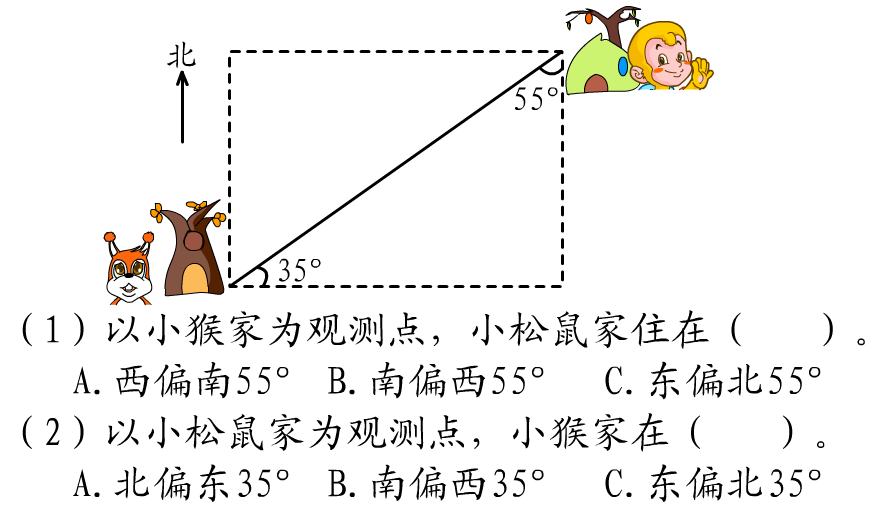 北
55°
35°
(1)以小猴家为观测点，小松鼠家住在(　　)。
A.西偏南55° B.南偏西55° C.东偏北55°
(2)以小松鼠家为观测点，小猴家在(　　)。
A.北偏东35° B.南偏西35° C.东偏北35°